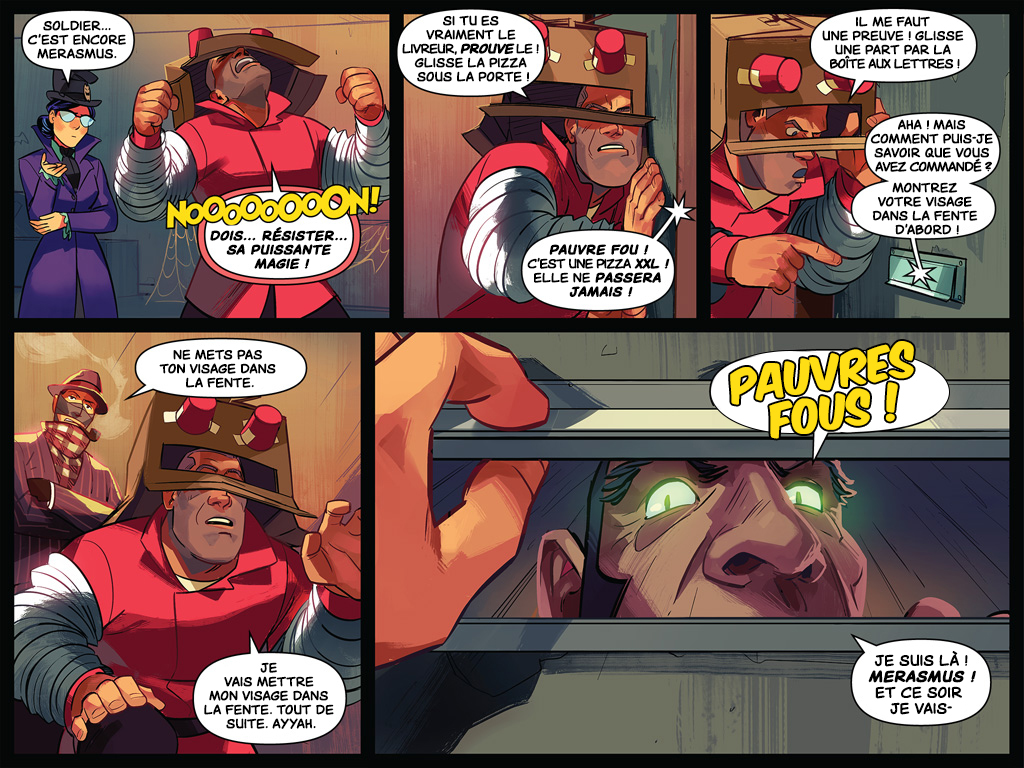 SOLDIER...
C'EST ENCORE
MERASMUS.
NOOOOOOOON!
DOIS... RÉSISTER...
SA PUISSANTE
MAGIE !
SI TU ES
VRAIMENT LE
LIVREUR, PROUVE LE !
GLISSE LA PIZZA
SOUS LA PORTE !
PAUVRE FOU !
C'EST UNE PIZZA XXL !
ELLE NE PASSERA
JAMAIS !
IL ME FAUT
UNE PREUVE ! GLISSE
UNE PART PAR LA
BOÎTE AUX LETTRES !
AHA ! MAIS
COMMENT PUIS-JE
SAVOIR QUE VOUS
AVEZ COMMANDÉ ?
MONTREZ
VOTRE VISAGE
DANS LA FENTE
D'ABORD !
NE METS PAS
TON VISAGE DANS
LA FENTE.
JE
VAIS METTRE
MON VISAGE DANS
LA FENTE. TOUT DE
SUITE. AYYAH.
PAUVRES
FOUS !
JE SUIS LÀ !
MERASMUS !
ET CE SOIR
JE VAIS-